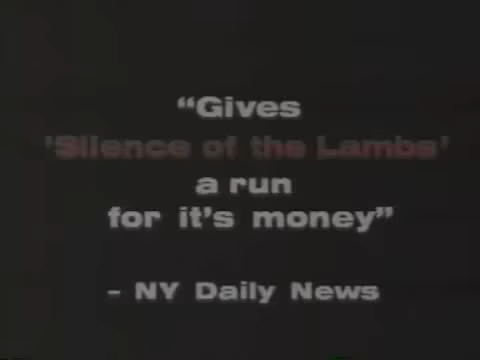 “Gives
'Silence of the Lambs'
a run
for it's money”
- NY Daily News